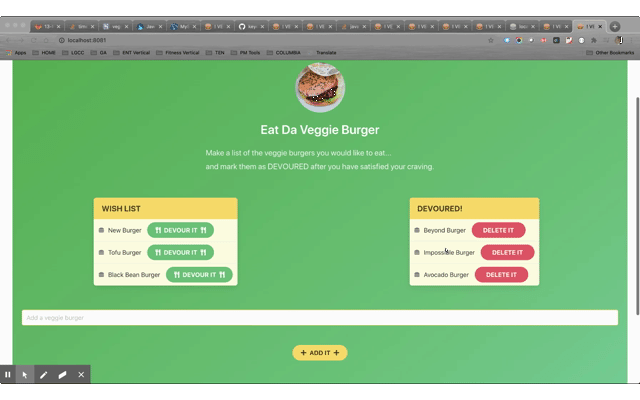 localhost:8081
Apps HOME LGCC GA ENT Vertical Fitness Vertical TEN PM Tools COLUMBIA Translate Other Bookmarks
Eat Da Veggie Burger
Make a list of the veggie burgers you would like to eat...
and mark them as DEVOURED after you have satisfied your craving.
WISH LIST
New Burger DEVOUR IT
Tofu Burger DEVOUR IT
Black Bean Burger DEVOUR IT
DEVOURED!
Beyond Burger DELETE IT
Impossible Burger DELETE IT
Avocado Burger DELETE IT
Add a veggie burger
+ ADD IT +